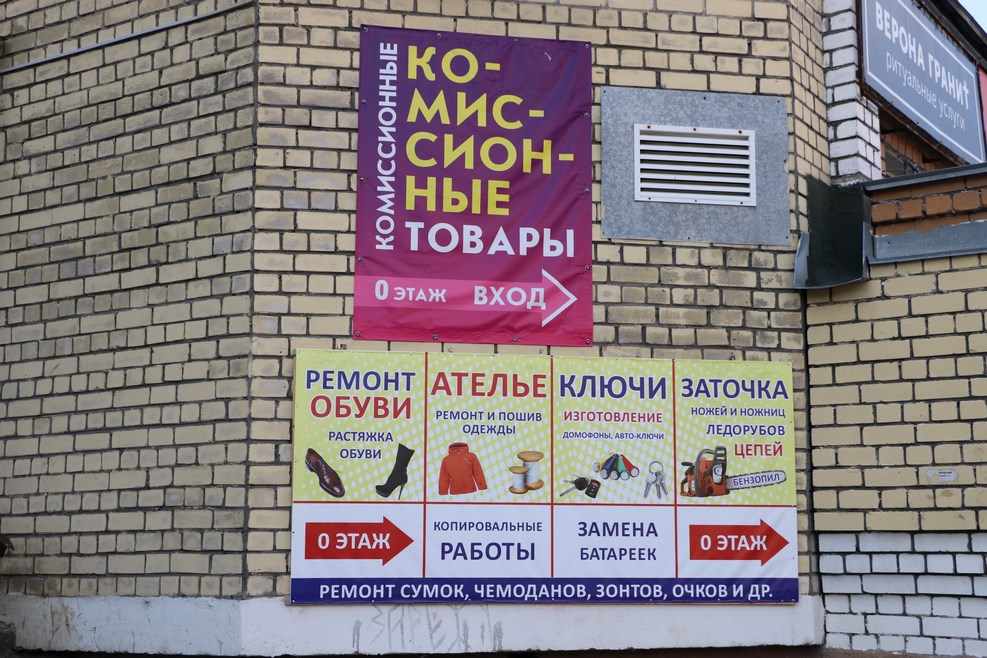 КОМИССИОННЫЕ
КО-
МИС-
СИОН-
НЫЕ
ТОВАРЫ
0 ЭТАЖ ВХОД
ВЕРОНА ГРАНИТ
ритуальные услуги
РЕМОНТ
ОБУВИ
РАСТЯЖКА
ОБУВИ
АТЕЛЬЕ
РЕМОНТ И ПОШИВ
ОДЕЖДЫ
КЛЮЧИ
ИЗГОТОВЛЕНИЕ
ДОМОФОНЫ, АВТО-КЛЮЧИ
ЗАТОЧКА
НОЖЕЙ И НОЖНИЦ
ЛЕДОРУБОВ
ЦЕПЕЙ
БЕНЗОПИЛ
0 ЭТАЖ
КОПИРОВАЛЬНЫЕ
РАБОТЫ
ЗАМЕНА
БАТАРЕЕК
0 ЭТАЖ
РЕМОНТ СУМОК, ЧЕМОДАНОВ, ЗОНТОВ, ОЧКОВ И ДР.